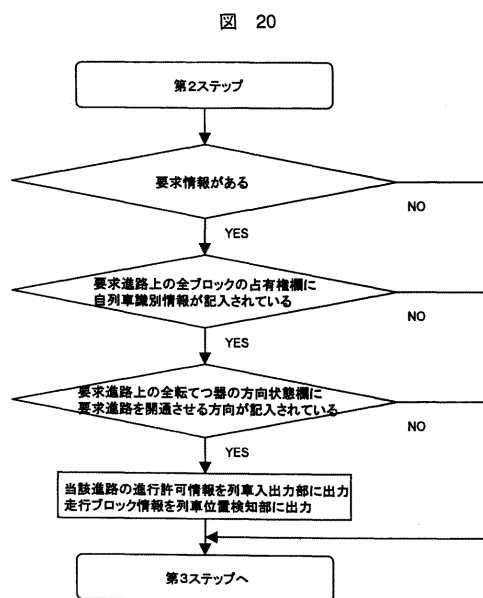 図 20
第2ステップ
要求情報がある
NO
YES
要求進路上の全ブロックの占有権欄に
自列車識別情報が記入されている
NO
YES
要求進路上の全転てつ器の方向状態欄に
要求進路を開通させる方向が記入されている
NO
YES
当該進路の進行許可情報を列車入出力部に出力
走行ブロック情報を列車位置検知部に出力
第3ステップへ